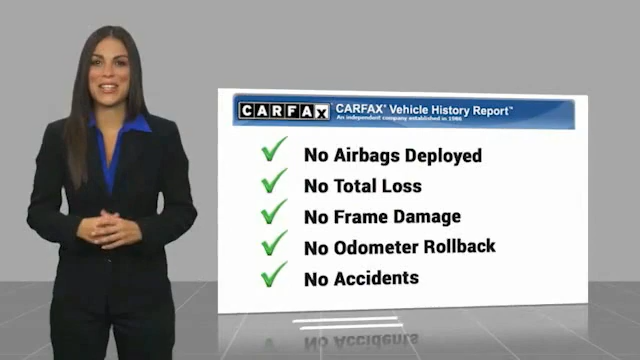 CARFAX
CARFAX® Vehicle History Report™
An independent company established in 1986
No Airbags Deployed
No Total Loss
No Frame Damage
No Odometer Rollback
No Accidents